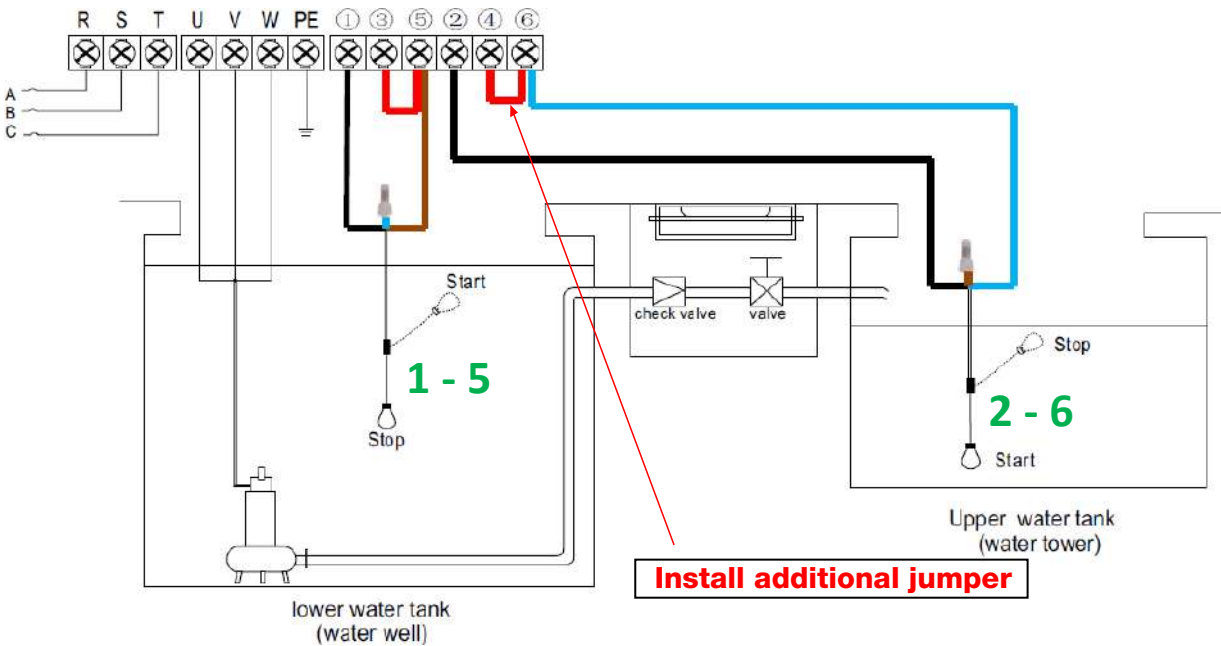 R S T U V W PE ① ③ ⑤ ② ④ ⑥
A
B
C
Start
check valve
valve
1 - 5
Stop
Stop
2 - 6
Start
Upper water tank
(water tower)
Install additional jumper
lower water tank
(water well)